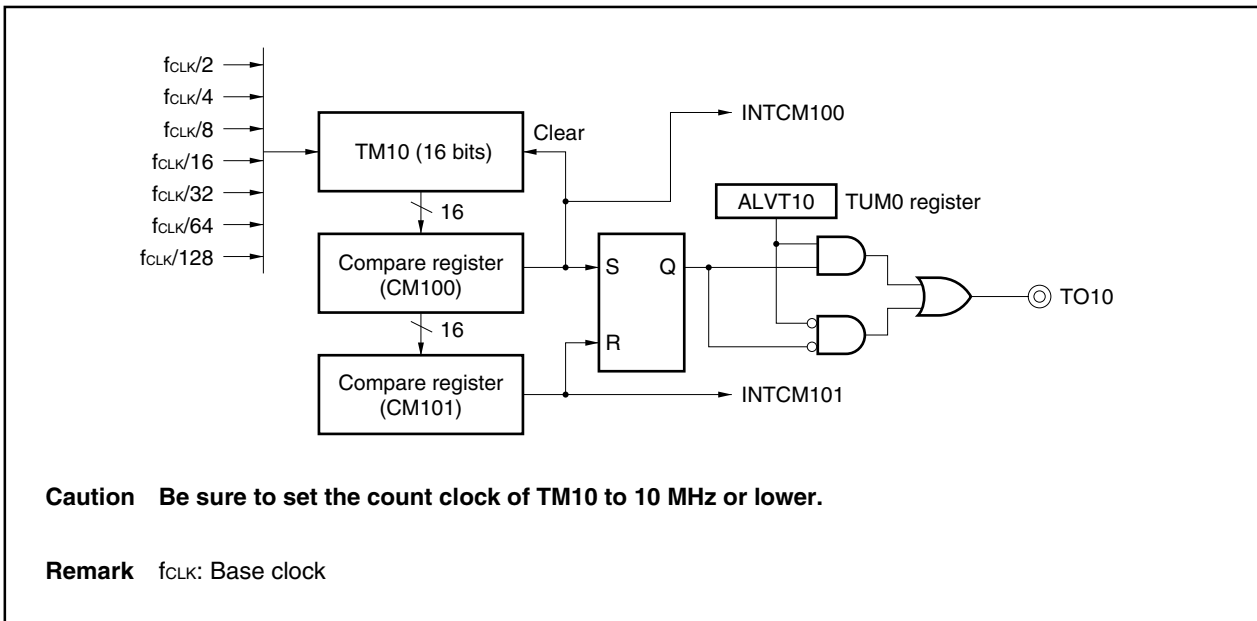 fCLK/2
fCLK/4
fCLK/8
fCLK/16
fCLK/32
fCLK/64
fCLK/128
TM10 (16 bits)
Clear
INTCM100
16
ALVT10 TUM0 register
Compare register
(CM100)
S Q
TO10
16
R
Compare register
(CM101)
INTCM101
Caution Be sure to set the count clock of TM10 to 10 MHz or lower.
Remark fCLK: Base clock